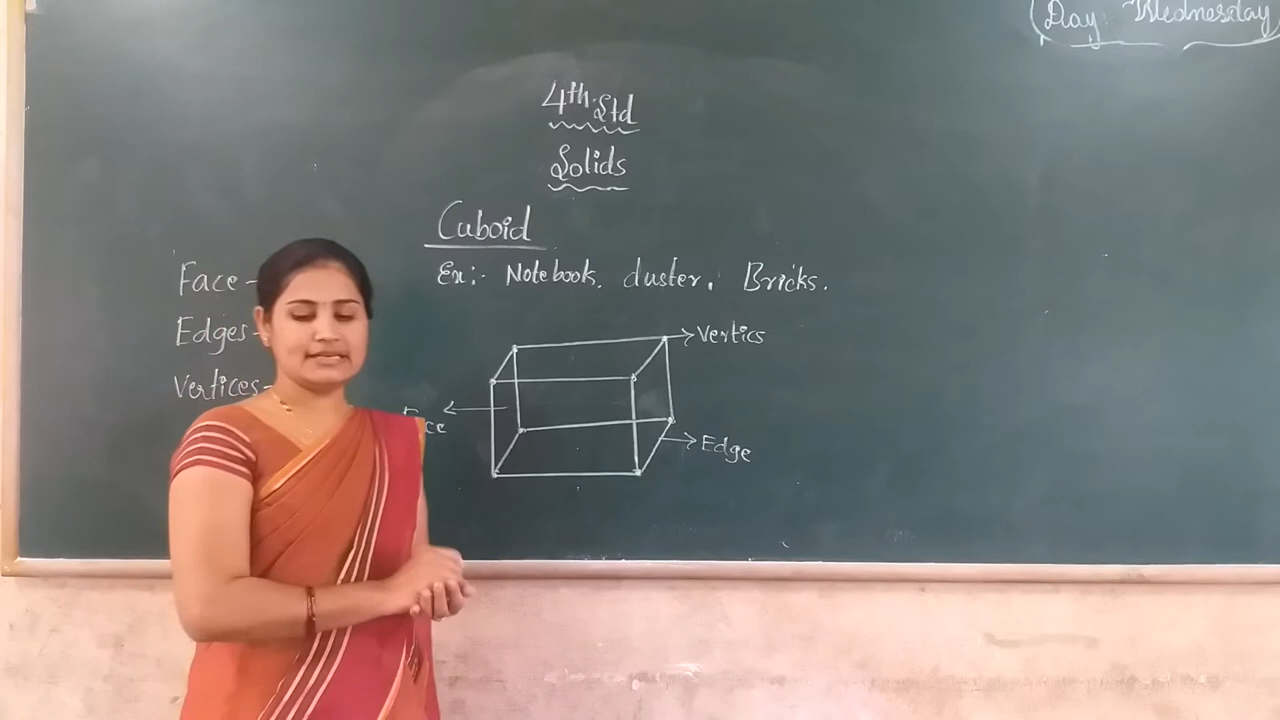 Day: Wednesday
4th Std
Solids
Cuboid
Ex:- Notebook, duster, Bricks.
Face -
Edges -
Vertices -
Vertics
Edge